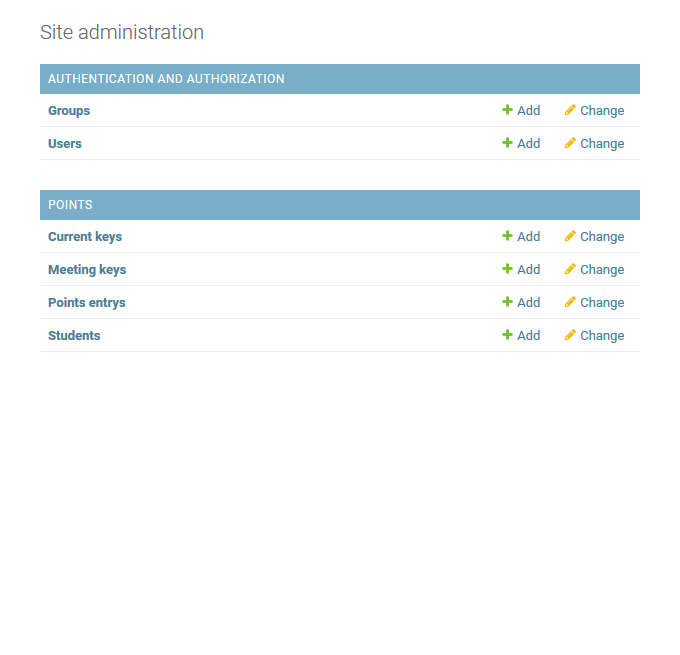 Site administration
AUTHENTICATION AND AUTHORIZATION
Groups Add Change
Users Add Change
POINTS
Current keys Add Change
Meeting keys Add Change
Points entrys Add Change
Students Add Change